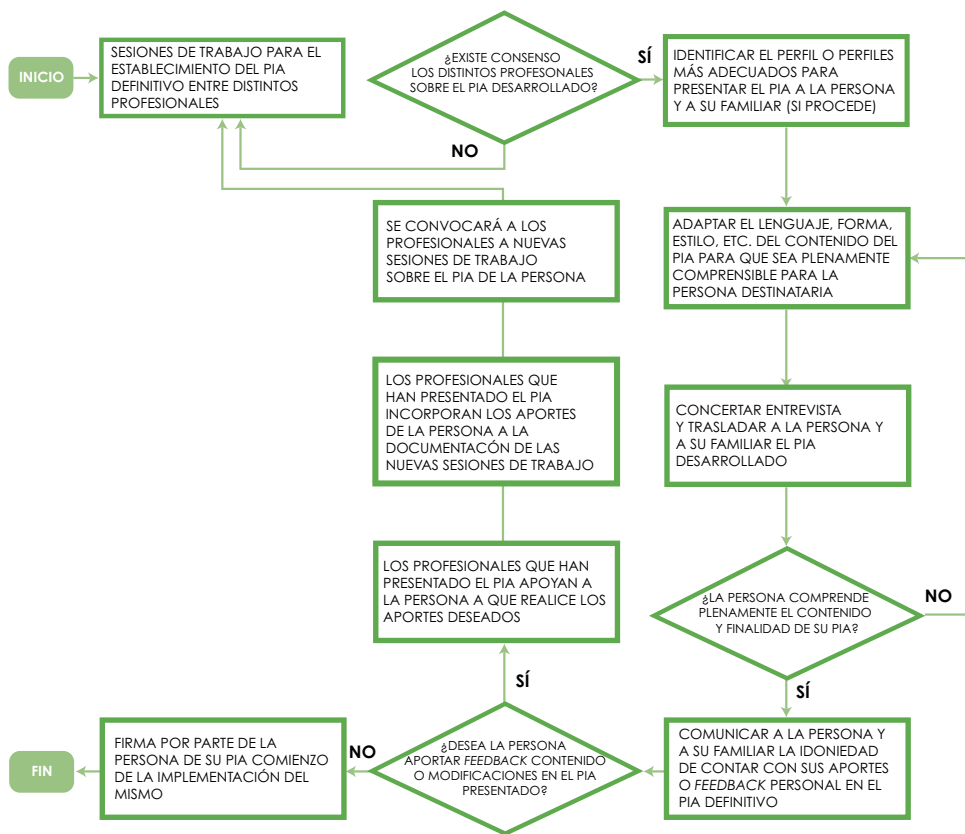 INICIO
SESIONES DE TRABAJO PARA EL
ESTABLECIMIENTO DEL PIA
DEFINITIVO ENTRE DISTINTOS
PROFESIONALES
¿EXISTE CONSENSO
LOS DISTINTOS PROFESIONALES
SOBRE EL PIA DESARROLLADO?
SÍ
NO
IDENTIFICAR EL PERFIL O PERFILES
MÁS ADECUADOS PARA
PRESENTAR EL PIA A LA PERSONA
Y A SU FAMILIAR (SI PROCEDE)
ADAPTAR EL LENGUAJE, FORMA,
ESTILO, ETC. DEL CONTENIDO DEL
PIA PARA QUE SEA PLENAMENTE
COMPRENSIBLE PARA LA
PERSONA DESTINATARIA
CONCERTAR ENTREVISTA
Y TRASLADAR A LA PERSONA Y
A SU FAMILIAR EL PIA
DESARROLLADO
¿LA PERSONA COMPRENDE
PLENAMENTE EL CONTENIDO
Y FINALIDAD DE SU PIA?
NO
SÍ
COMUNICAR A LA PERSONA Y
A SU FAMILIAR LA IDONIEDAD
DE CONTAR CON SUS APORTES
O FEEDBACK PERSONAL EN EL
PIA DEFINITIVO
¿DESEA LA PERSONA
APORTAR FEEDBACK CONTENIDO
O MODIFICACIONES EN EL PIA
PRESENTADO?
SÍ
LOS PROFESIONALES QUE HAN
PRESENTADO EL PIA APOYAN A
LA PERSONA A QUE REALICE LOS
APORTES DESEADOS
LOS PROFESIONALES QUE
HAN PRESENTADO EL PIA
INCORPORAN LOS APORTES
DE LA PERSONA A LA
DOCUMENTACÓN DE LAS
NUEVAS SESIONES DE TRABAJO
SE CONVOCARÁ A LOS
PROFESIONALES A NUEVAS
SESIONES DE TRABAJO
SOBRE EL PIA DE LA PERSONA
NO
FIRMA POR PARTE DE LA
PERSONA DE SU PIA COMIENZO
DE LA IMPLEMENTACIÓN DEL
MISMO
FIN